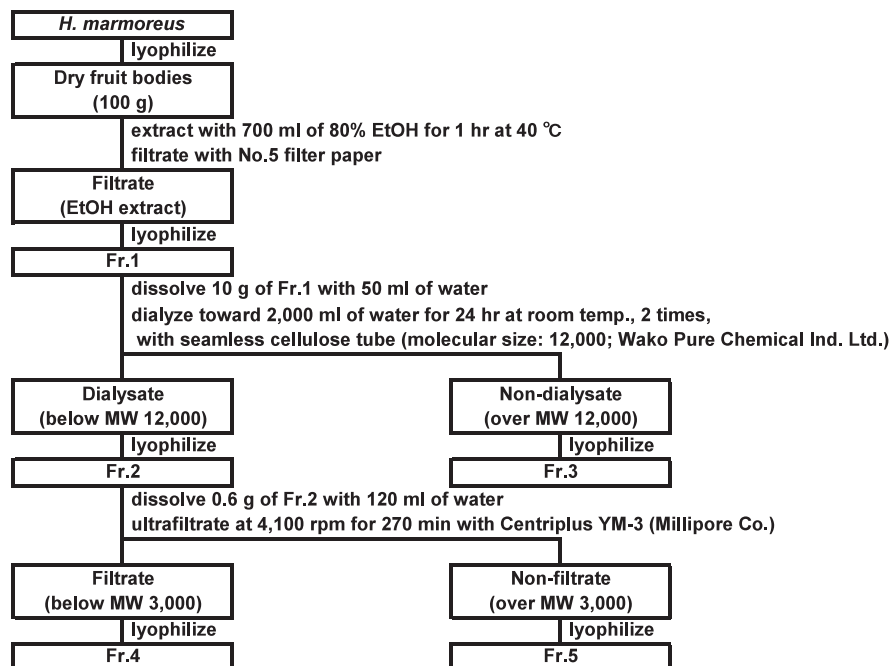 H. marmoreus
lyophilize
Dry fruit bodies
(100 g)
extract with 700 ml of 80% EtOH for 1 hr at 40 ℃
filtrate with No.5 filter paper
Filtrate
(EtOH extract)
lyophilize
Fr.1
dissolve 10 g of Fr.1 with 50 ml of water
dialyze toward 2,000 ml of water for 24 hr at room temp., 2 times,
with seamless cellulose tube (molecular size: 12,000; Wako Pure Chemical Ind. Ltd.)
Dialysate
(below MW 12,000)
lyophilize
Fr.2
Non-dialysate
(over MW 12,000)
lyophilize
Fr.3
dissolve 0.6 g of Fr.2 with 120 ml of water
ultrafiltrate at 4,100 rpm for 270 min with Centriplus YM-3 (Millipore Co.)
Filtrate
(below MW 3,000)
lyophilize
Fr.4
Non-filtrate
(over MW 3,000)
lyophilize
Fr.5